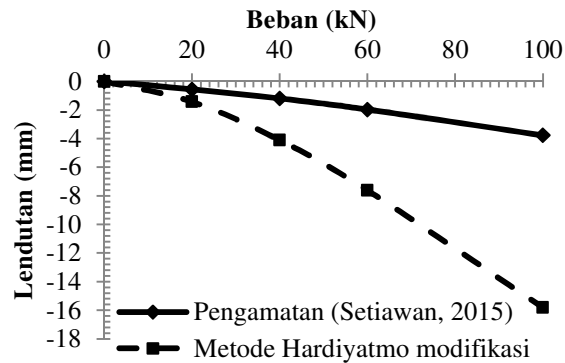 Beban (kN)
0 20 40 60 80 100
0
-2
-4
-6
-8
-10
-12
-14
-16
-18
Lendutan (mm)
Pengamatan (Setiawan, 2015)
Metode Hardiyatmo modifikasi